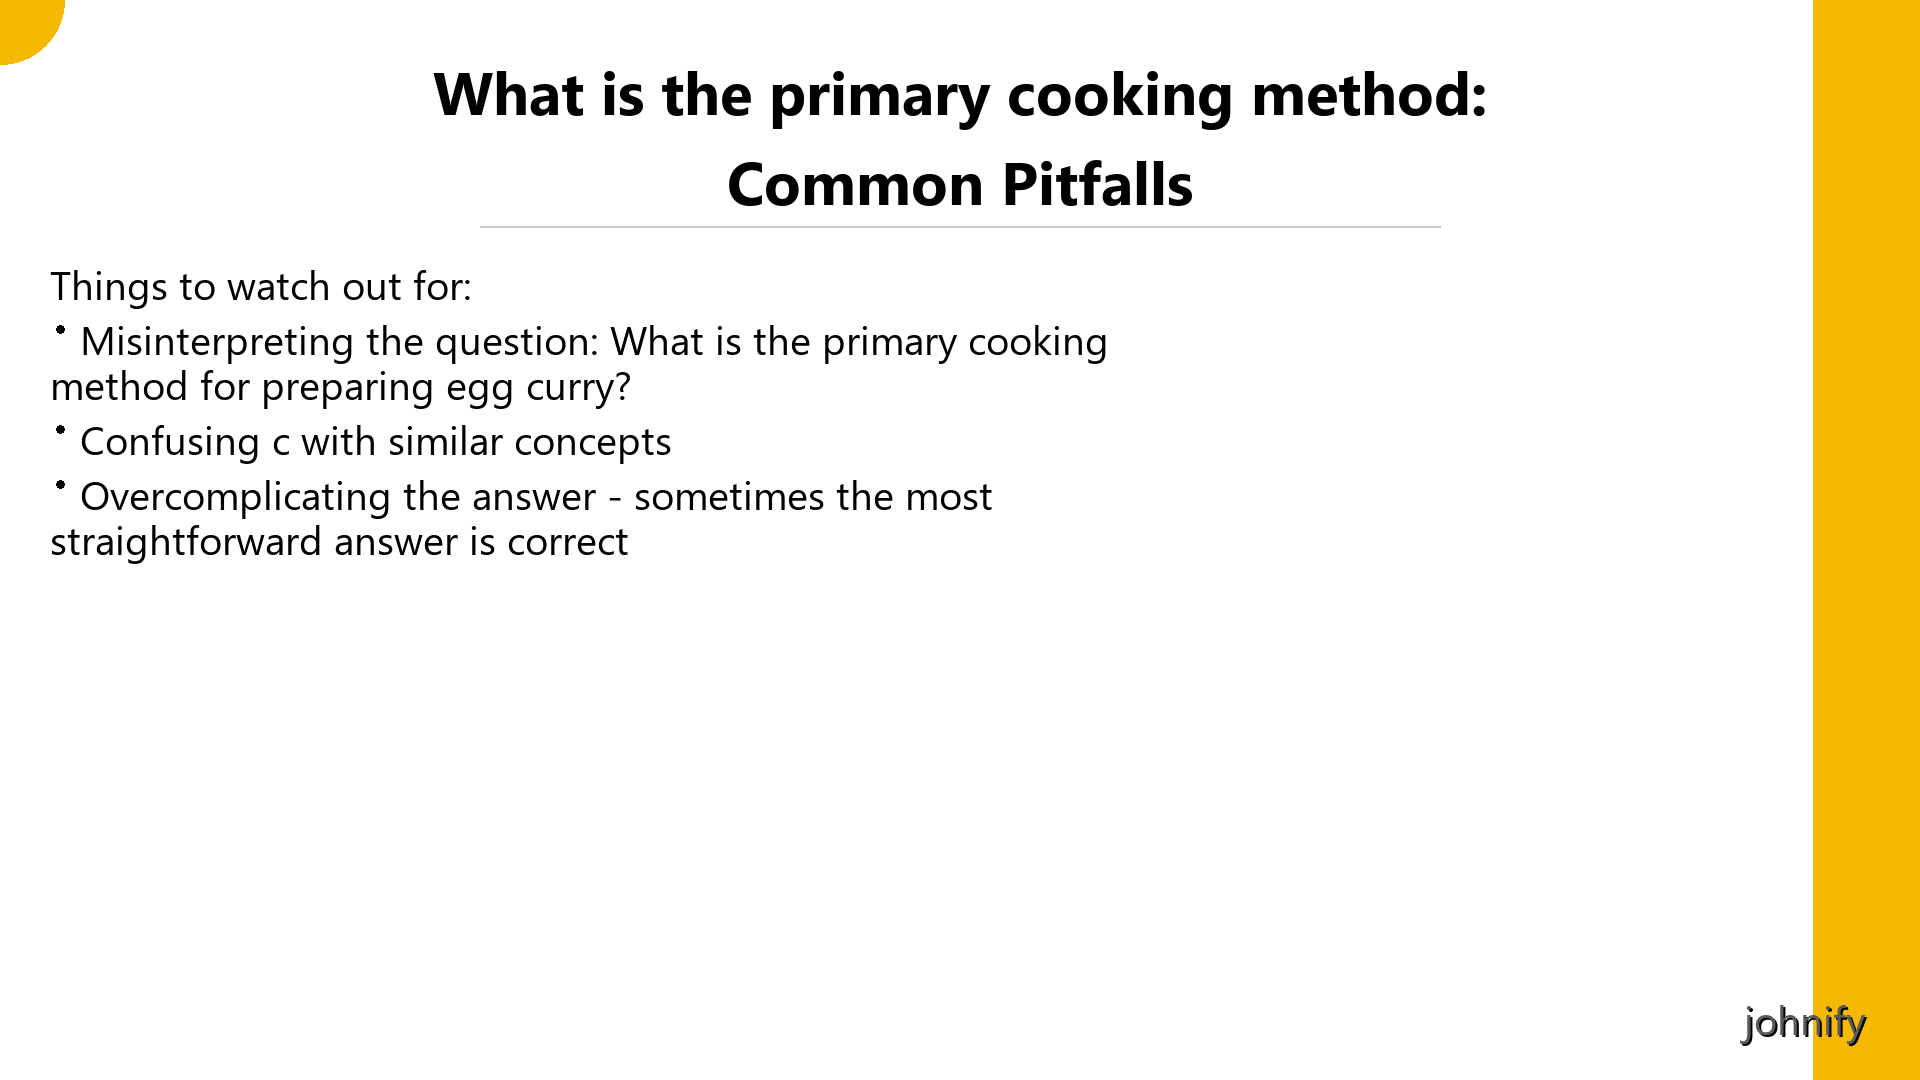 What is the primary cooking method:
Common Pitfalls
Things to watch out for:
• Misinterpreting the question: What is the primary cooking
method for preparing egg curry?
• Confusing c with similar concepts
• Overcomplicating the answer - sometimes the most
straightforward answer is correct
johnify